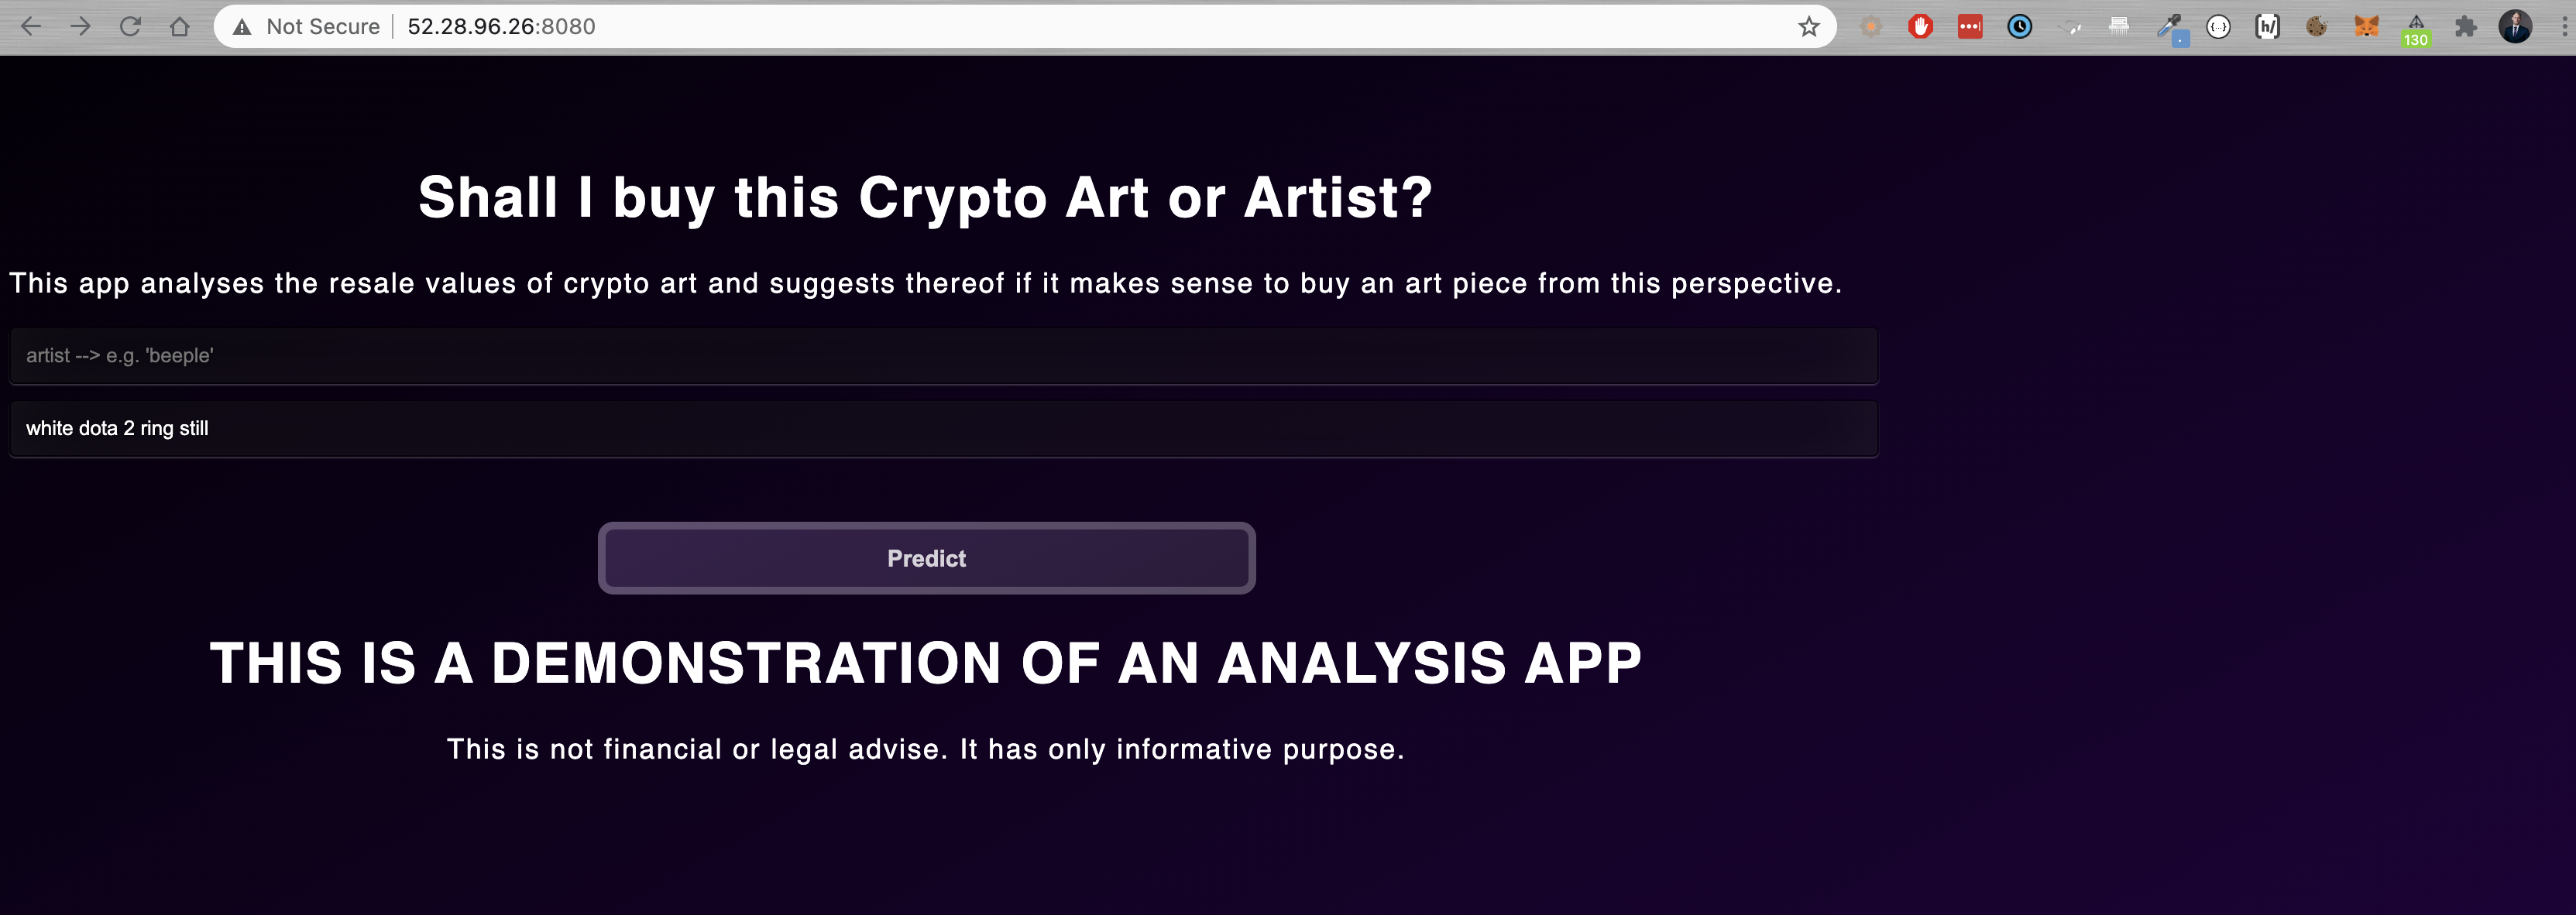 Not Secure 52.28.96.26:8080
h/
130
Shall I buy this Crypto Art or Artist?
This app analyses the resale values of crypto art and suggests thereof if it makes sense to buy an art piece from this perspective.
artist --> e.g. 'beeple'
white dota 2 ring still
Predict
THIS IS A DEMONSTRATION OF AN ANALYSIS APP
This is not financial or legal advise. It has only informative purpose.